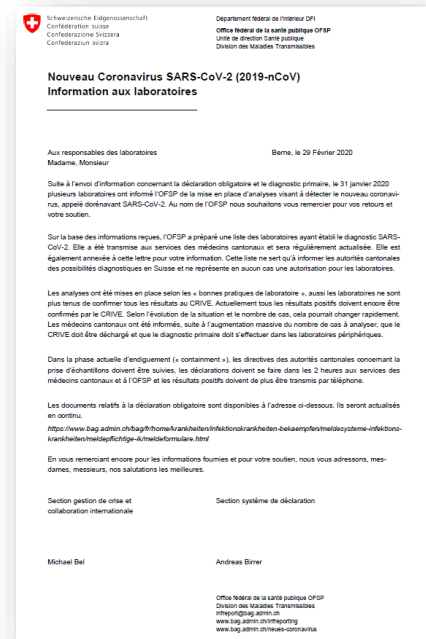 Schweizerische Eidgenossenschaft
Confédération suisse
Confederazione Svizzera
Confederaziun svizra
Département fédéral de l'intérieur DFI
Office fédéral de la santé publique OFSP
Unité de direction Santé publique
Division des Maladies Transmissibles
Nouveau Coronavirus SARS-CoV-2 (2019-nCoV)
Information aux laboratoires
Aux responsables des laboratoires
Berne, le 29 Février 2020
Madame, Monsieur
Suite à l'envoi d'information concernant la déclaration obligatoire et le diagnostic primaire, le 31 janvier 2020
plusieurs laboratoires ont informé l'OFSP de la mise en place d'analyses visant à détecter le nouveau coronavi-
rus, appelé dorénavant SARS-CoV-2. Au nom de l'OFSP nous souhaitons vous remercier pour vos retours et
votre soutien.
Sur la base des informations reçues, l'OFSP a préparé une liste des laboratoires ayant établi le diagnostic SARS-
CoV-2. Elle a été transmise aux services des médecins cantonaux et sera régulièrement actualisée. Elle est
également annexée à cette lettre pour votre information. Cette liste ne sert qu'à informer les autorités cantonales
des possibilités diagnostiques en Suisse et ne représente en aucun cas une autorisation pour les laboratoires.
Les analyses ont été mises en place selon les « bonnes pratiques de laboratoire », aussi les laboratoires ne sont
plus tenus de confirmer tous les résultats au CRIVE. Actuellement tous les résultats positifs doivent encore être
confirmés par le CRIVE. Selon l'évolution de la situation et le nombre de cas, cela pourrait changer rapidement.
Les médecins cantonaux ont été informés, suite à l'augmentation massive du nombre de cas à analyser, que le
CRIVE doit être déchargé et que le diagnostic primaire doit s'effectuer dans les laboratoires périphériques.
Dans la phase actuelle d'endiguement (« containment »), les directives des autorités cantonales concernant la
prise d'échantillons doivent être suivies, les déclarations doivent se faire dans les 2 heures aux services des
médecins cantonaux et à l'OFSP et les résultats positifs doivent de plus être transmis par téléphone.
Les documents relatifs à la déclaration obligatoire sont disponibles à l'adresse ci-dessous. Ils seront actualisés
en continu.
https://www.bag.admin.ch/bag/fr/home/krankheiten/infektionskrankheiten-bekaempfen/meldesysteme-infektions-
krankheiten/meldepflichtige-ik/meldeformulare.html
En vous remerciant encore pour les informations fournies et pour votre soutien, nous vous adressons, mes-
dames, messieurs, nos salutations les meilleures.
Section gestion de crise et
collaboration internationale
Section système de déclaration
Michael Bel
Andreas Birrer
Office fédéral de la santé publique OFSP
Division des Maladies Transmissibles
infreport@bag.admin.ch
www.bag.admin.ch/infreporting
www.bag.admin.ch/neues-coronavirus